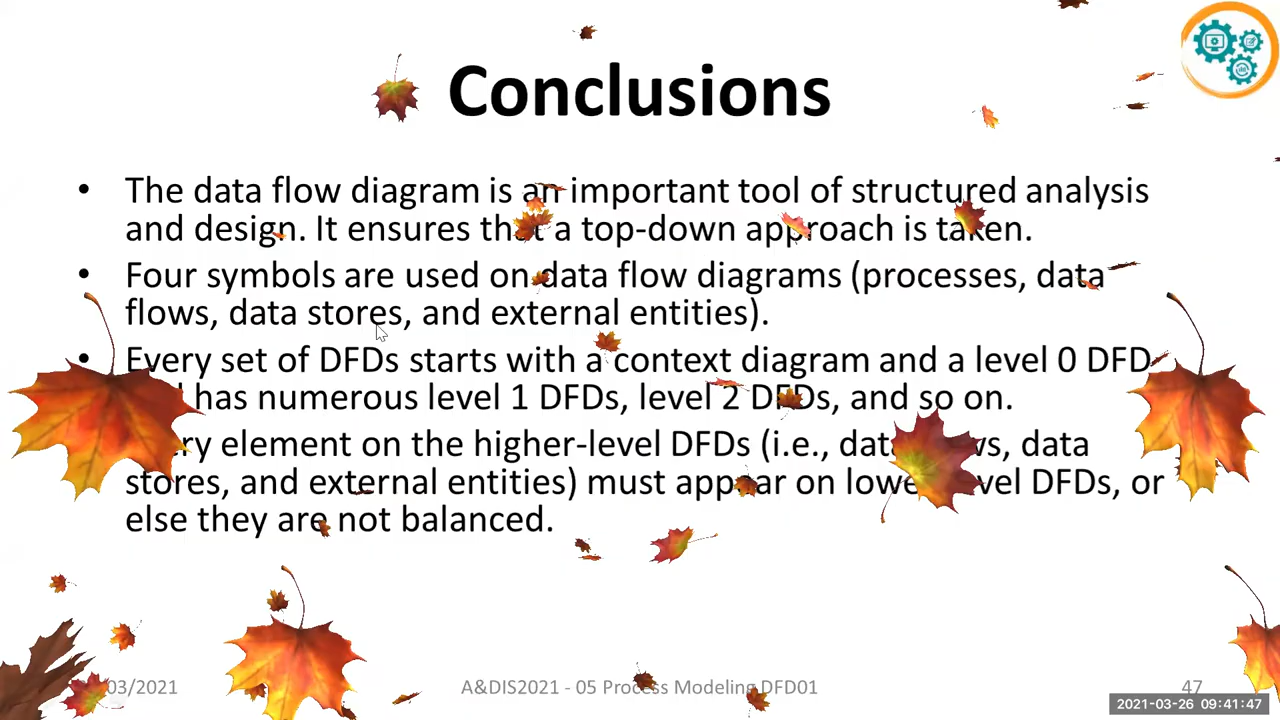 Conclusions
• The data flow diagram is an important tool of structured analysis
and design. It ensures that a top-down approach is taken.
• Four symbols are used on data flow diagrams (processes, data
flows, data stores, and external entities).
• Every set of DFDs starts with a context diagram and a level 0 DFD
has numerous level 1 DFDs, level 2 DFDs, and so on.
element on the higher-level DFDs (i.e., data data
stores, and external entities) must appear on DFDs, or
else they are not balanced.
03/2021
A&DIS2021 - 05 Process Modeling DFD01
47
2021-03-26 09:41:47